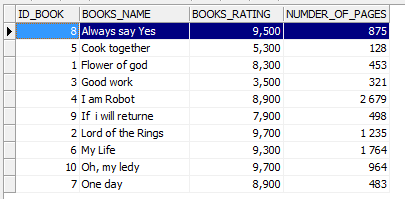 ID_BOOK BOOKS_NAME BOOKS_RATING NUMDER_OF_PAGES
8 Always say Yes 9,500 875
5 Cook together 5,300 128
1 Flower of god 8,300 453
3 Good work 3,500 321
4 I am Robot 8,900 2 679
9 If i will returne 7,900 498
2 Lord of the Rings 9,700 1 235
6 My Life 9,300 1 764
10 Oh, my ledy 9,700 964
7 One day 8,900 483